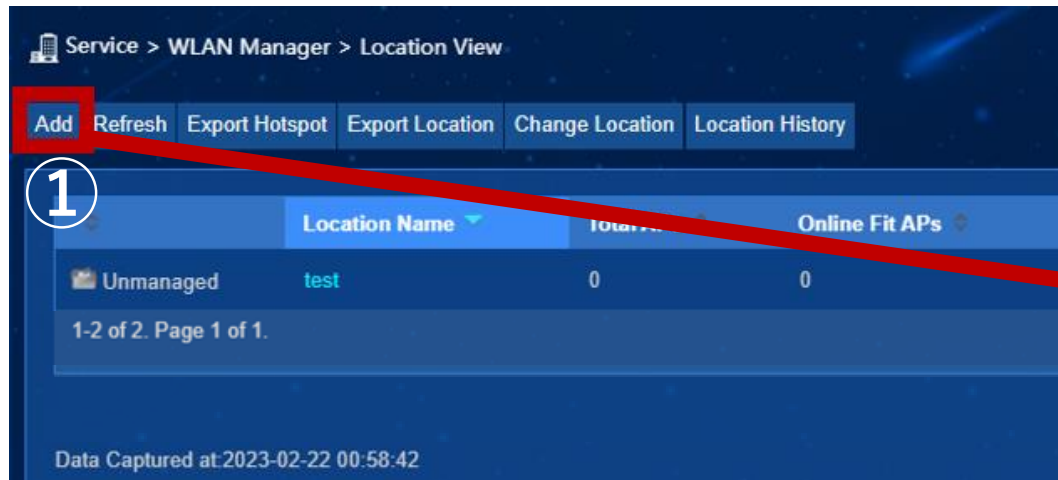 Service > WLAN Manager > Location View
Add Refresh Export Hotspot Export Location Change Location Location History
①
Location Name Total Online Fit APs
Unmanaged test 0 0
1-2 of 2. Page 1 of 1.
Data Captured at:2023-02-22 00:58:42